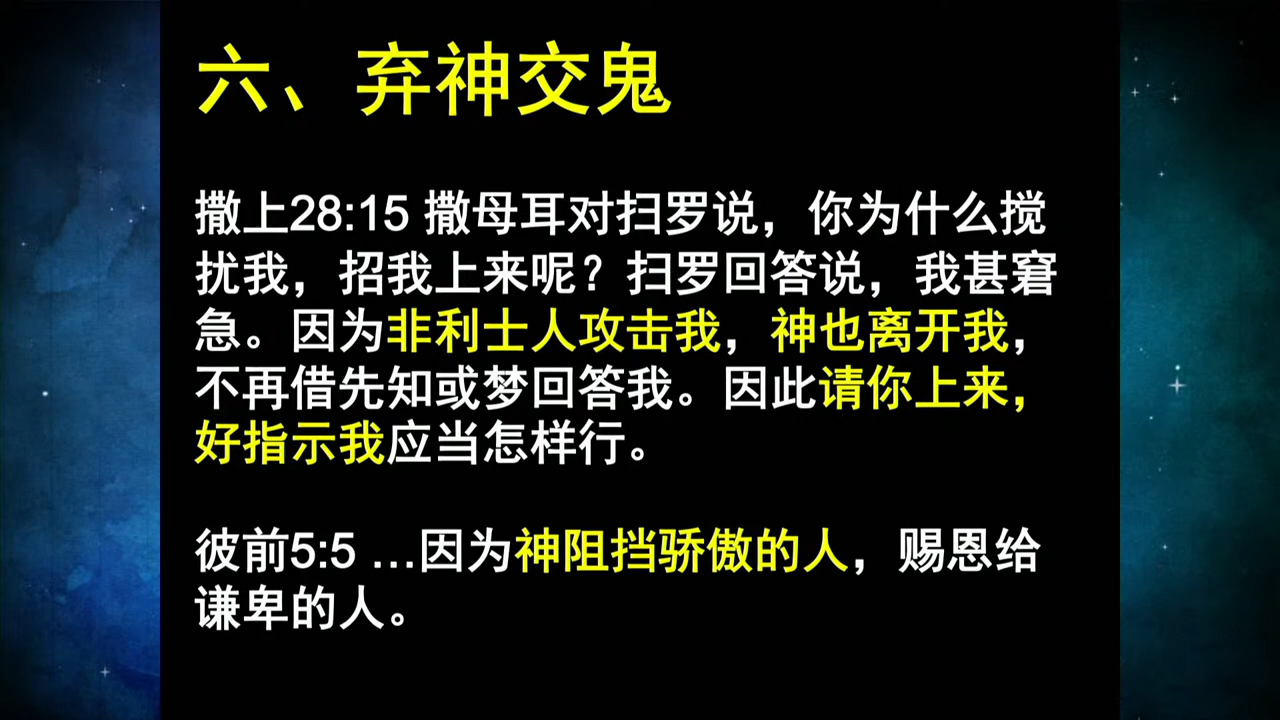 六、弃神交鬼
撒上28:15 撒母耳对扫罗说，你为什么搅
扰我，招我上来呢？扫罗回答说，我甚窘
急。因为非利士人攻击我，神也离开我，
不再借先知或梦回答我。因此请你上来，
好指示我应当怎样行。
彼前5:5 …因为神阻挡骄傲的人，赐恩给
谦卑的人。